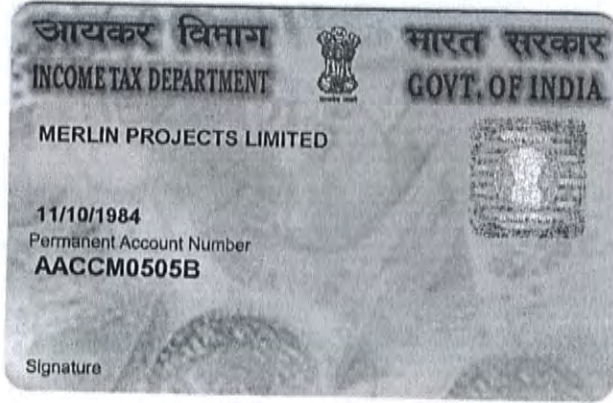 आयकर विभाग
INCOME TAX DEPARTMENT
भारत सरकार
GOVT. OF INDIA
MERLIN PROJECTS LIMITED
11/10/1984
Permanent Account Number
AACCM0505B
Signature